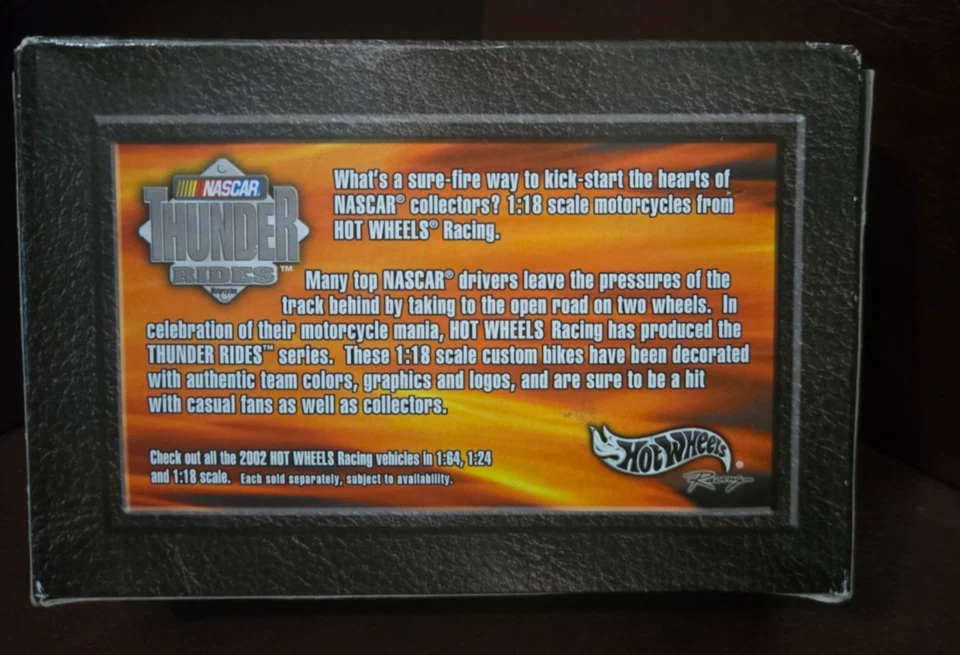 NASCAR
THUNDER
RIDES™
Motorcycles
What's a sure-fire way to kick-start the hearts of
NASCAR® collectors? 1:18 scale motorcycles from
HOT WHEELS® Racing.
Many top NASCAR® drivers leave the pressures of the
track behind by taking to the open road on two wheels. In
celebration of their motorcycle mania, HOT WHEELS Racing has produced the
THUNDER RIDES™ series. These 1:18 scale custom bikes have been decorated
with authentic team colors, graphics and logos, and are sure to be a hit
with casual fans as well as collectors.
Check out all the 2002 HOT WHEELS Racing vehicles in 1:64, 1:24
and 1:18 scale. Each sold separately, subject to availability.
Hot Wheels®
Racing